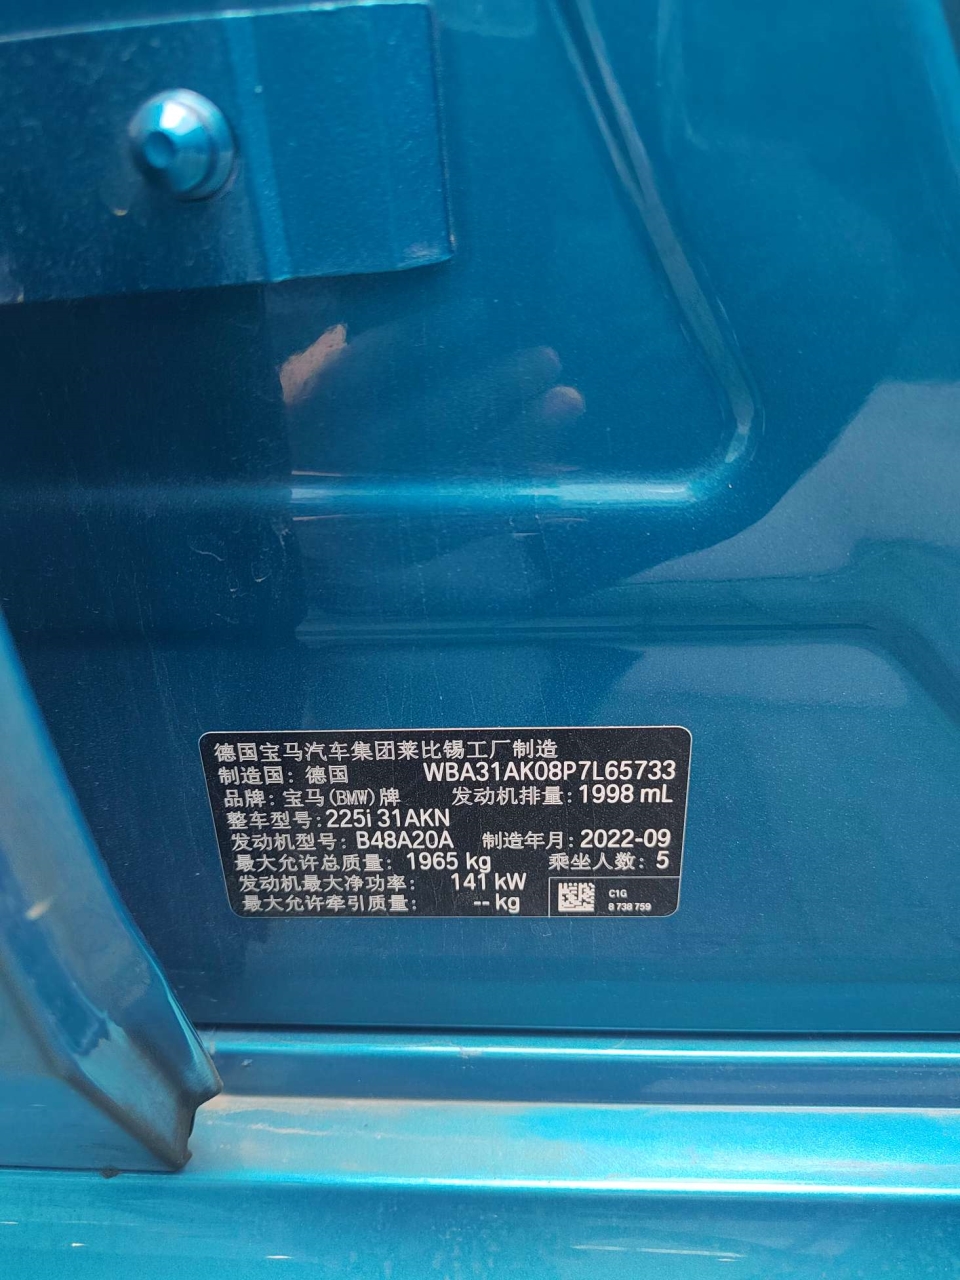 德国宝马汽车集团莱比锡工厂制造
制造国: 德国 WBA31AK08P7L65733
品牌: 宝马(BMW)牌 发动机排量: 1998 mL
整车型号: 225i 31AKN
发动机型号: B48A20A 制造年月: 2022-09
最大允许总质量: 1965 kg 乘坐人数: 5
发动机最大净功率: 141 kW
最大允许牵引质量: -- kg
C1G
8 738 759